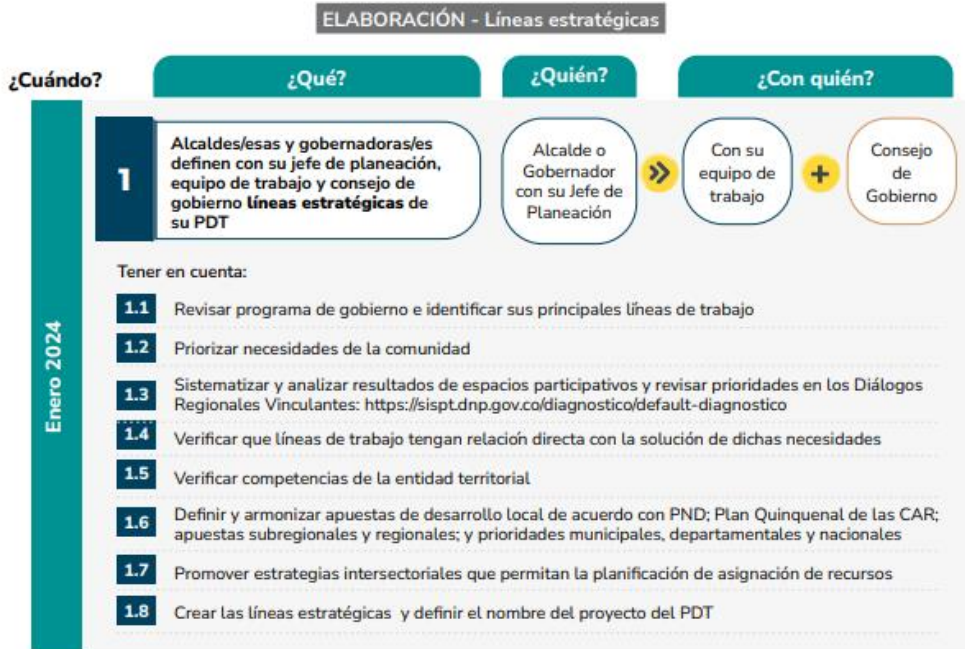 ELABORACIÓN - Líneas estratégicas
¿Cuándo?
¿Qué?
¿Quién?
¿Con quién?
Enero 2024
1
Alcaldes/esas y gobernadoras/es
definen con su jefe de planeación,
equipo de trabajo y consejo de
gobierno líneas estratégicas de
su PDT
Alcalde o
Gobernador
con su Jefe de
Planeación
Con su
equipo de
trabajo
+
Consejo
de
Gobierno
Tener en cuenta:
1.1 Revisar programa de gobierno e identificar sus principales líneas de trabajo
1.2 Priorizar necesidades de la comunidad
1.3 Sistematizar y analizar resultados de espacios participativos y revisar prioridades en los Diálogos
Regionales Vinculantes: https://sispt.dnp.gov.co/diagnostico/default-diagnostico
1.4 Verificar que líneas de trabajo tengan relación directa con la solución de dichas necesidades
1.5 Verificar competencias de la entidad territorial
1.6 Definir y armonizar apuestas de desarrollo local de acuerdo con PND; Plan Quinquenal de las CAR;
apuestas subregionales y regionales; y prioridades municipales, departamentales y nacionales
1.7 Promover estrategias intersectoriales que permitan la planificación de asignación de recursos
1.8 Crear las líneas estratégicas y definir el nombre del proyecto del PDT